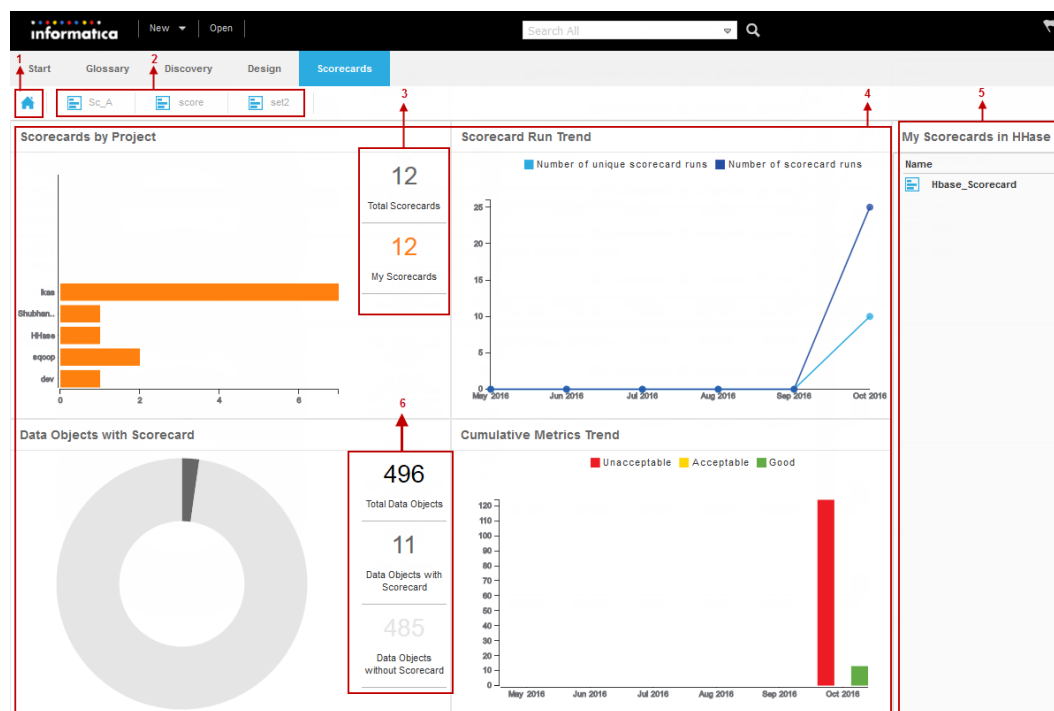 informatica New Open Search All
1 2
Start Glossary Discovery Design Scorecards
3 4 5
Sc_A score set2
Scorecards by Project
12
Total Scorecards
12
My Scorecards
Ikas
Shubhan...
HHase
sqoop
dev
0 2 4 6
Scorecard Run Trend
Number of unique scorecard runs Number of scorecard runs
25
20
15
10
5
0
May 2016 Jun 2016 Jul 2016 Aug 2016 Sep 2016 Oct 2016
My Scorecards in HHase
Name
Hbase_Scorecard
6
Data Objects with Scorecard
496
Total Data Objects
11
Data Objects with
Scorecard
485
Data Objects
without Scorecard
Cumulative Metrics Trend
Unacceptable Acceptable Good
120
110
100
90
80
70
60
50
40
30
20
10
0
May 2016 Jun 2016 Jul 2016 Aug 2016 Sep 2016 Oct 2016